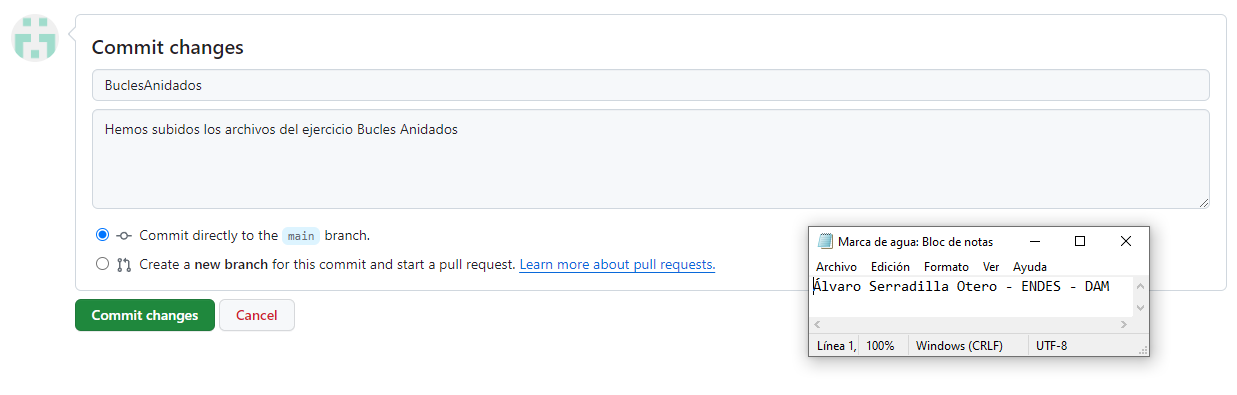 Commit changes
BuclesAnidados
Hemos subidos los archivos del ejercicio Bucles Anidados
Commit directly to the main branch.
Create a new branch for this commit and start a pull request. Learn more about pull requests.
Commit changes
Cancel
Marca de agua: Bloc de notas
Archivo Edición Formato Ver Ayuda
Álvaro Serradilla Otero - ENDES - DAM
Línea 1, 100% Windows (CRLF) UTF-8